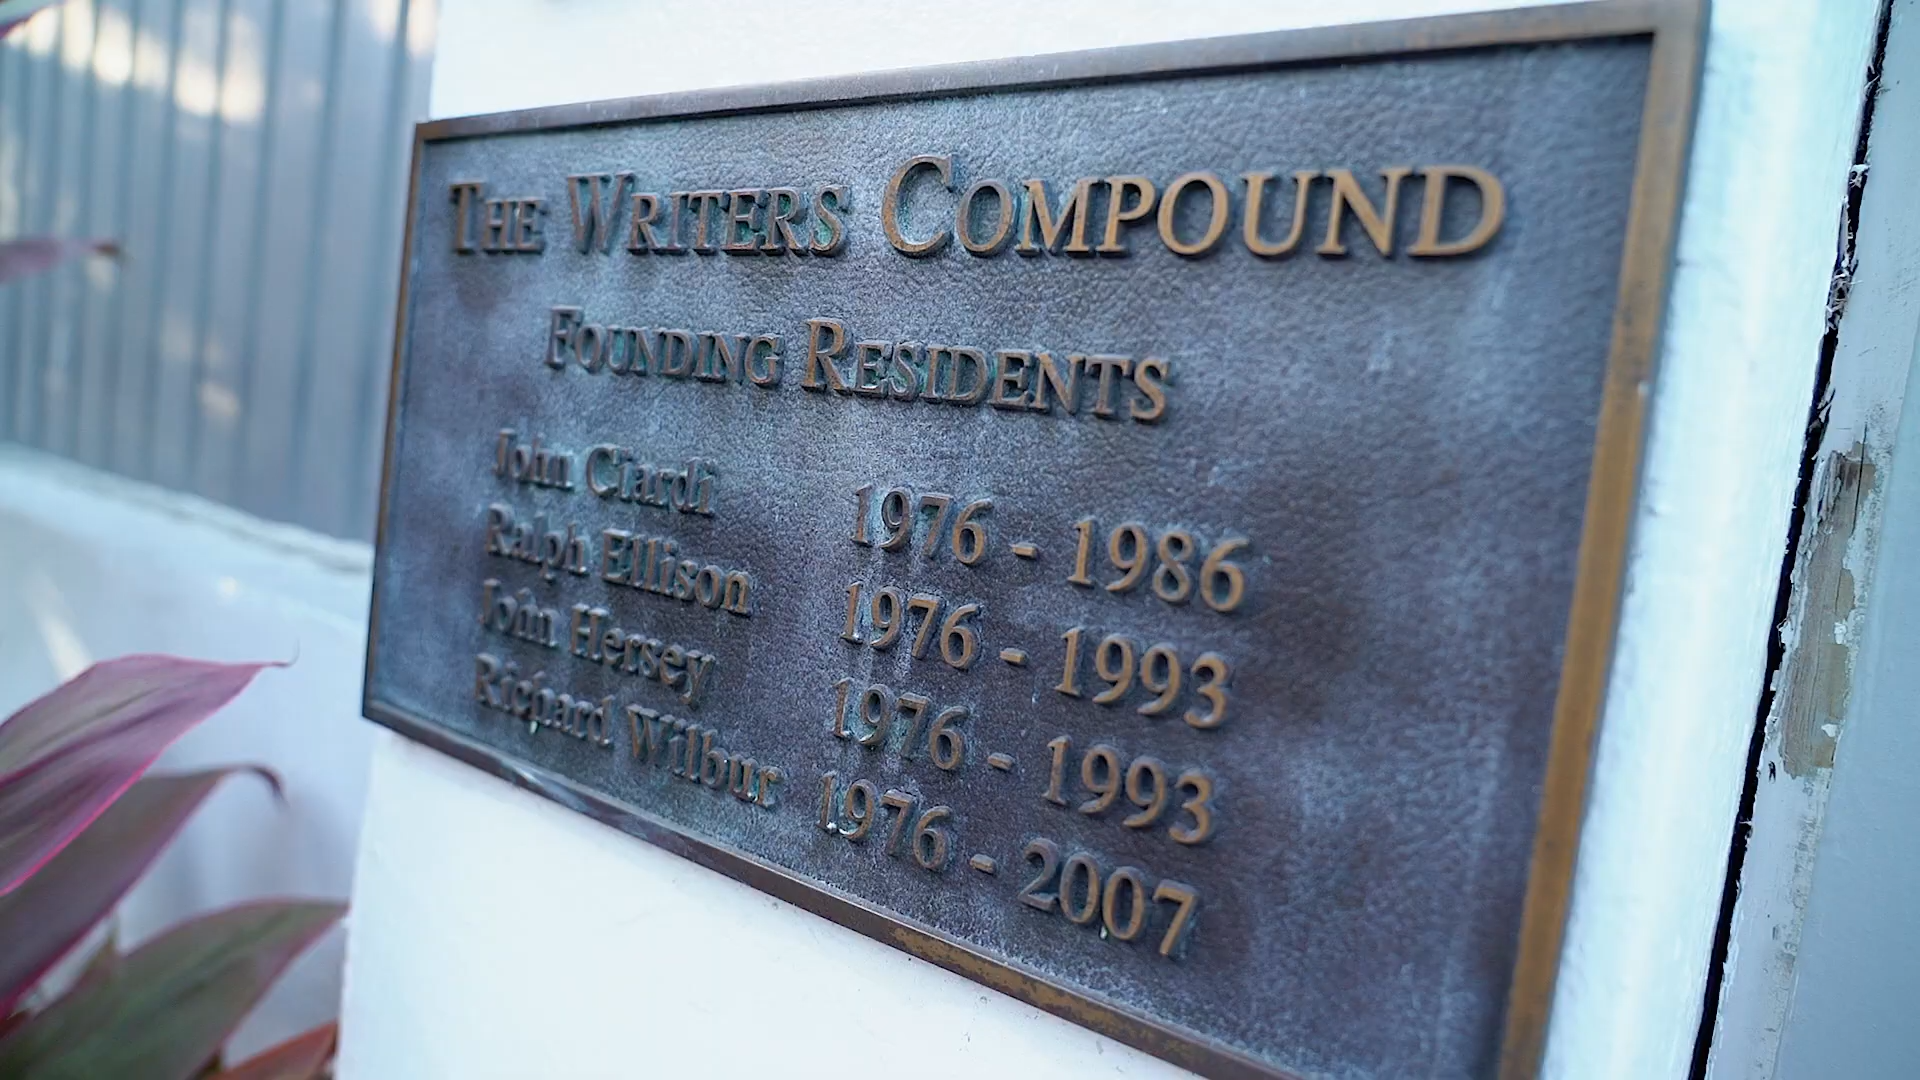 THE WRITERS COMPOUND
FOUNDING RESIDENTS
John Ciardi 1976 - 1986
Ralph Ellison 1976 - 1993
John Hersey 1976 - 1993
Richard Wilbur 1976 - 2007